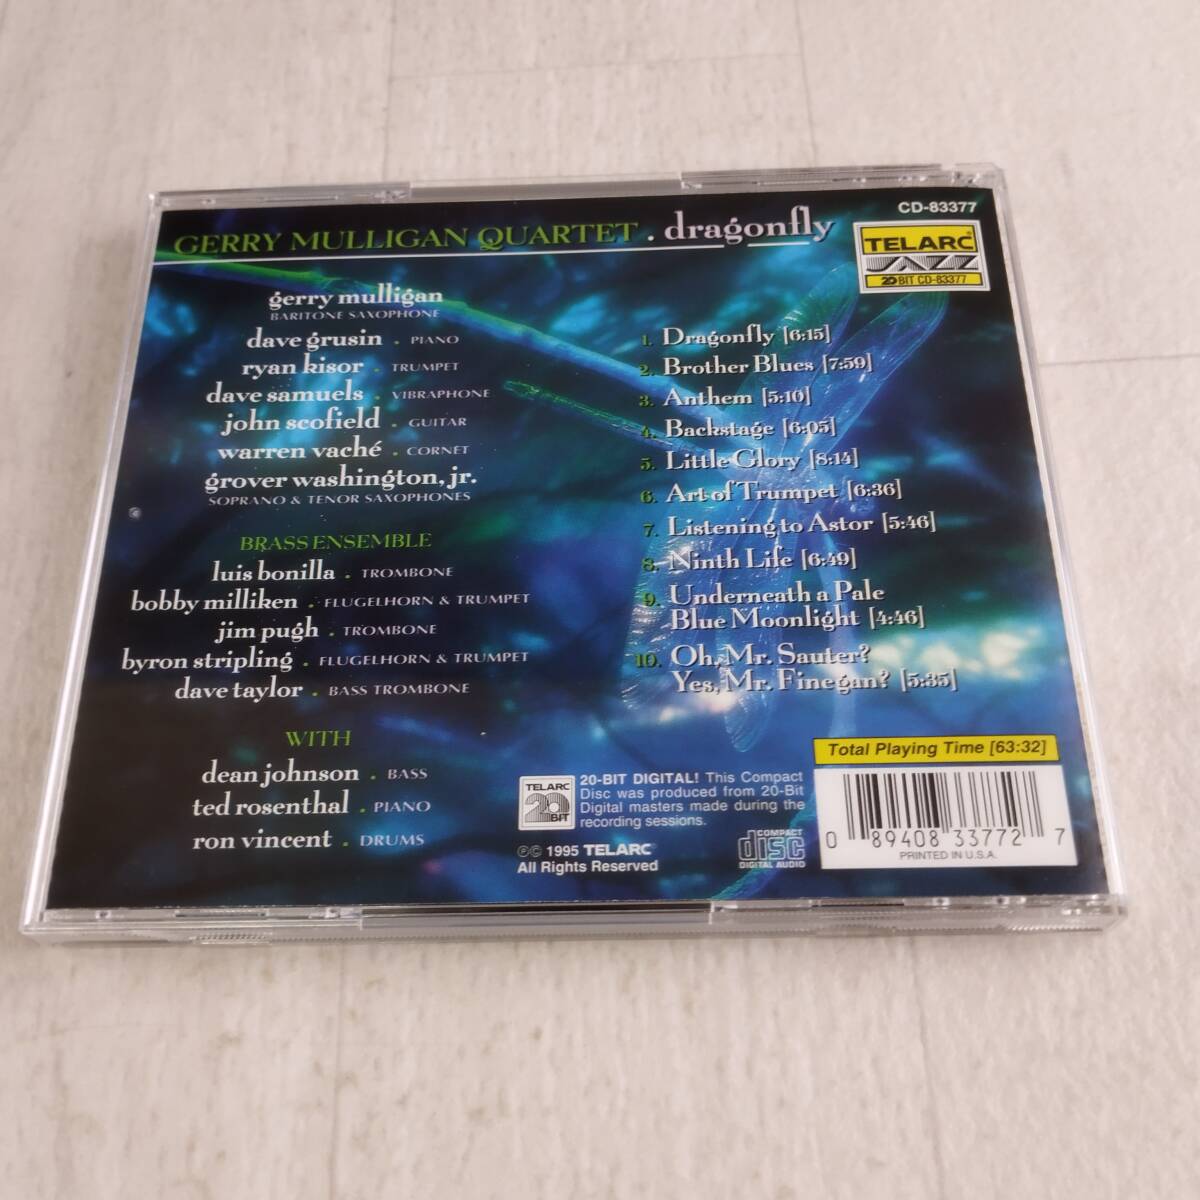 CD-83377
GERRY MULLIGAN QUARTET . dragonfly
TELARC
JAZZ
20 BIT CD-83377
gerry mulligan
BARITONE SAXOPHONE
dave grusin . PIANO
ryan kisor . TRUMPET
dave samuels . VIBRAPHONE
john scofield . GUITAR
warren vaché . CORNET
grover washington, jr.
SOPRANO & TENOR SAXOPHONES
BRASS ENSEMBLE
luis bonilla . TROMBONE
bobby milliken . FLUGELHORN & TRUMPET
jim pugh . TROMBONE
byron stripling . FLUGELHORN & TRUMPET
dave taylor . BASS TROMBONE
WITH
dean johnson . BASS
ted rosenthal . PIANO
ron vincent . DRUMS
1. Dragonfly [6:15]
2. Brother Blues [7:59]
3. Anthem [5:10]
4. Backstage [6:05]
5. Little Glory [8:14]
6. Art of Trumpet [6:36]
7. Listening to Astor [5:46]
8. Ninth Life [6:49]
9. Underneath a Pale
Blue Moonlight [4:46]
10. Oh, Mr. Sauter?
Yes, Mr. Finegan? [5:35]
Total Playing Time [63:32]
TELARC
20
BIT
20-BIT DIGITAL! This Compact
Disc was produced from 20-Bit
Digital masters made during the
recording sessions.
℗© 1995 TELARC®
All Rights Reserved
COMPACT
disc
DIGITAL AUDIO
0 89408 33772 7
PRINTED IN U.S.A.